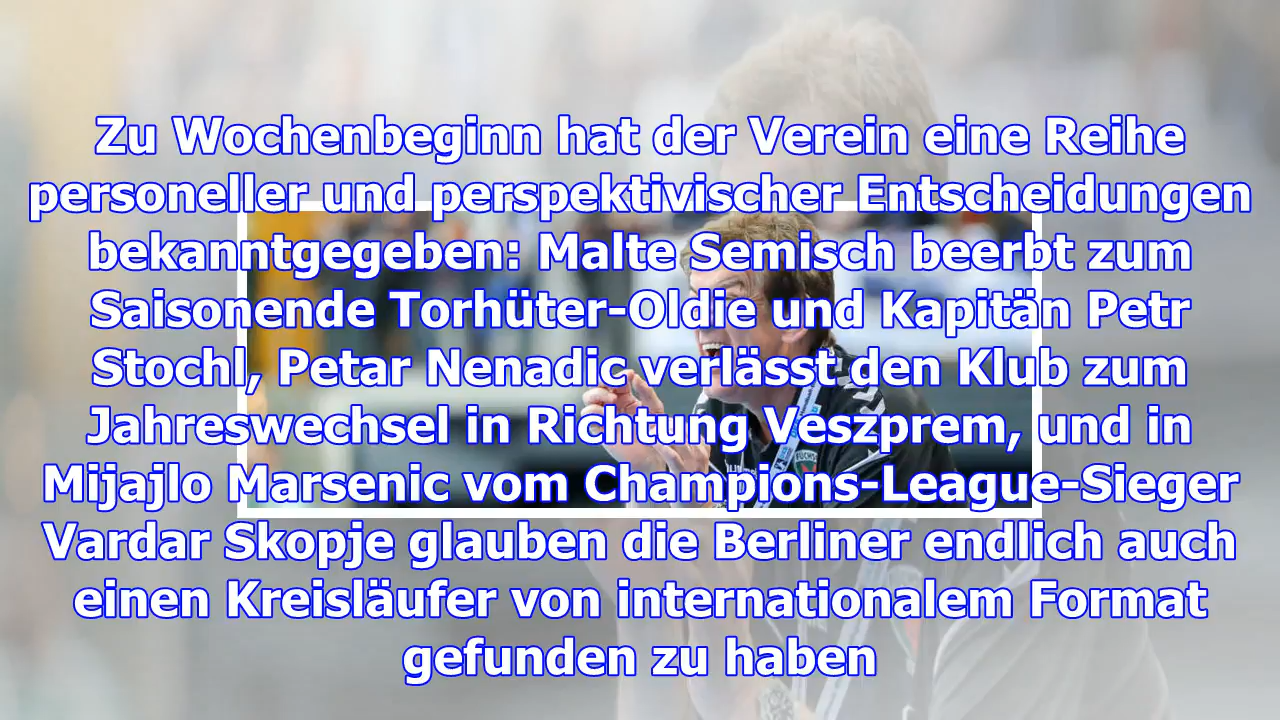 Zu Wochenbeginn hat der Verein eine Reihe
personeller und perspektivischer Entscheidungen
bekanntgegeben: Malte Semisch beerbt zum
Saisonende Torhüter-Oldie und Kapitän Petr
Stochl, Petar Nenadic verlässt den Klub zum
Jahreswechsel in Richtung Veszprem, und in
Mijajlo Marsenic vom Champions-League-Sieger
Vardar Skopje glauben die Berliner endlich auch
einen Kreisläufer von internationalem Format
gefunden zu haben